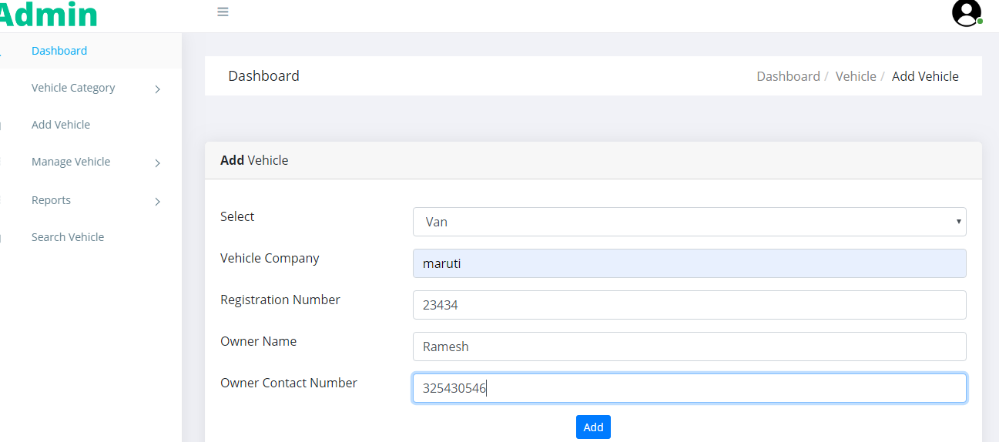 Admin
Dashboard
Vehicle Category
Add Vehicle
Manage Vehicle
Reports
Search Vehicle
Dashboard
Dashboard / Vehicle / Add Vehicle
Add Vehicle
Select
Van
Vehicle Company
maruti
Registration Number
23434
Owner Name
Ramesh
Owner Contact Number
325430546
Add